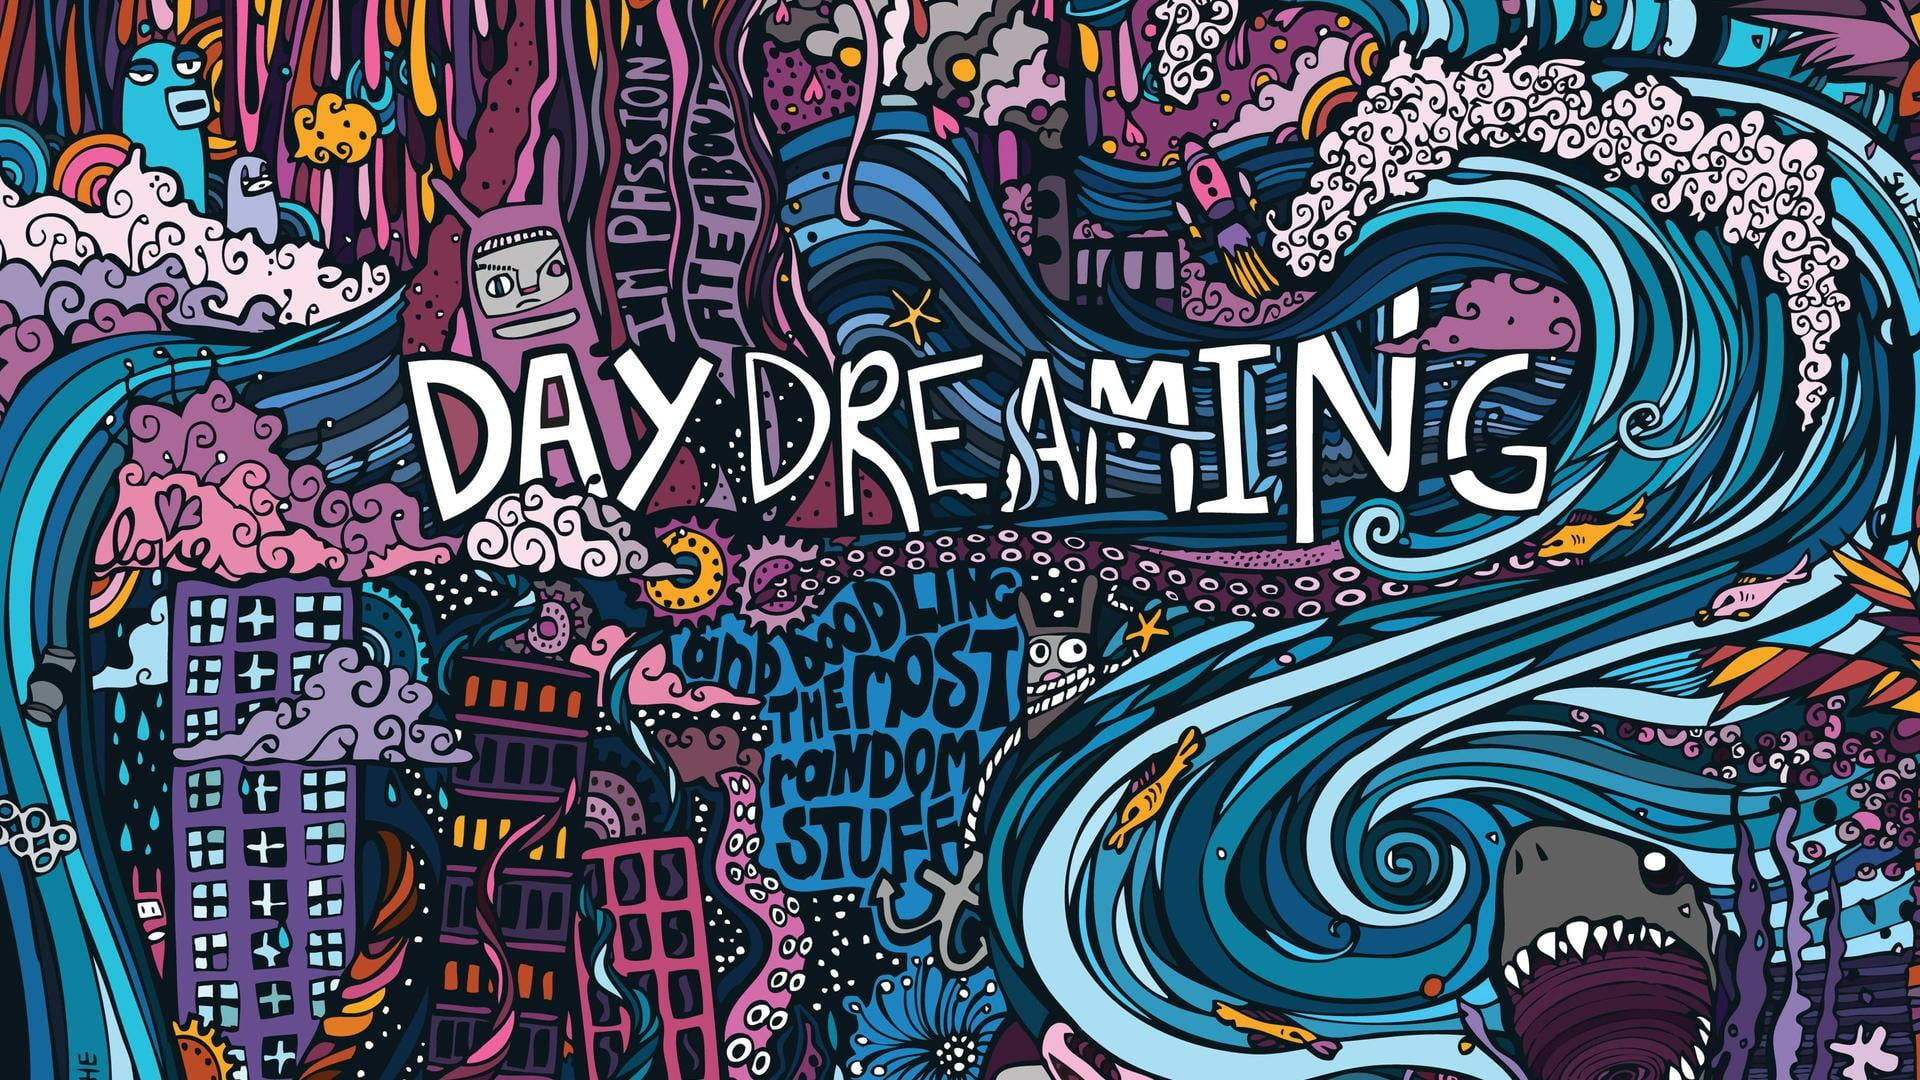 I'M PASSION-
ATE ABOUT
DAYDREAMING
love
and DOODLING
THE MOST
RANDOM
STUFF